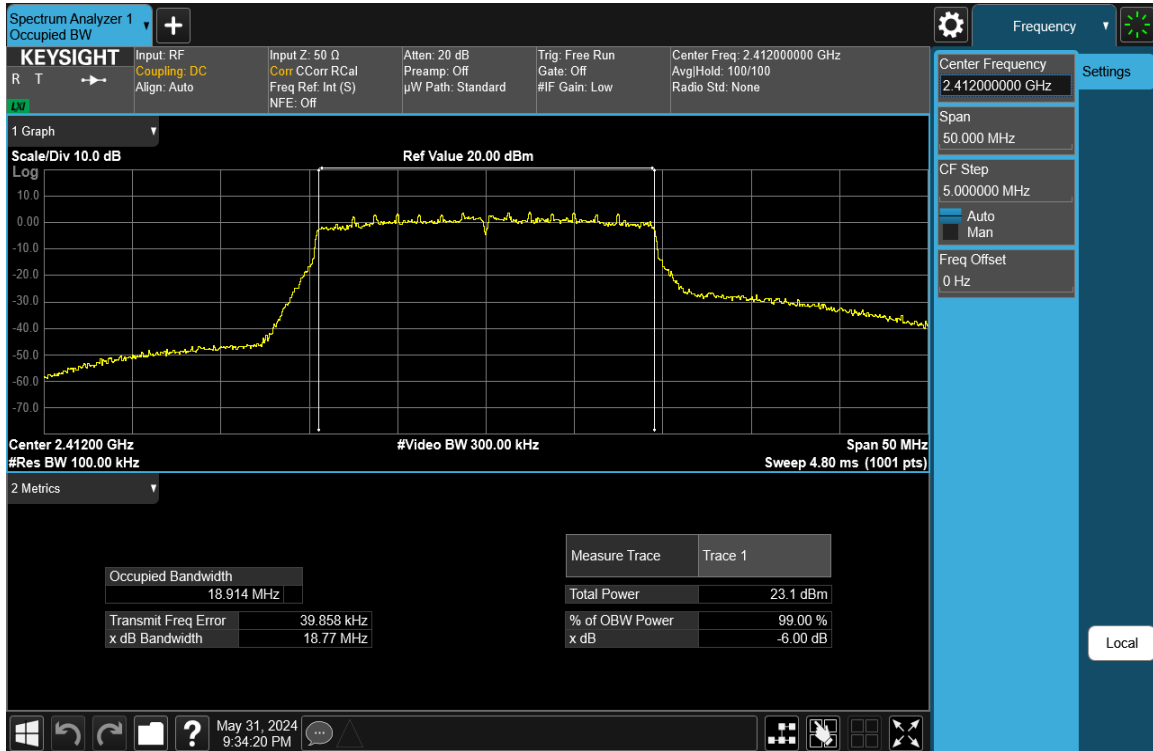 Spectrum Analyzer 1
Occupied BW
Frequency
KEYSIGHT
R T
LXI
Input: RF
Coupling: DC
Align: Auto
Input Z: 50 Ω
Corr CCorr RCal
Freq Ref: Int (S)
NFE: Off
Atten: 20 dB
Preamp: Off
µW Path: Standard
Trig: Free Run
Gate: Off
#IF Gain: Low
Center Freq: 2.412000000 GHz
Avg|Hold: 100/100
Radio Std: None
Center Frequency
2.412000000 GHz
Settings
Span
50.000 MHz
CF Step
5.000000 MHz
Auto
Man
Freq Offset
0 Hz
1 Graph
Scale/Div 10.0 dB
Ref Value 20.00 dBm
Log
10.0
0.00
-10.0
-20.0
-30.0
-40.0
-50.0
-60.0
-70.0
Center 2.41200 GHz
#Video BW 300.00 kHz
Span 50 MHz
#Res BW 100.00 kHz
Sweep 4.80 ms (1001 pts)
2 Metrics
Measure Trace
Trace 1
Occupied Bandwidth
18.914 MHz
Total Power
23.1 dBm
Transmit Freq Error
39.858 kHz
% of OBW Power
99.00 %
x dB Bandwidth
18.77 MHz
x dB
-6.00 dB
Local
May 31, 2024
9:34:20 PM